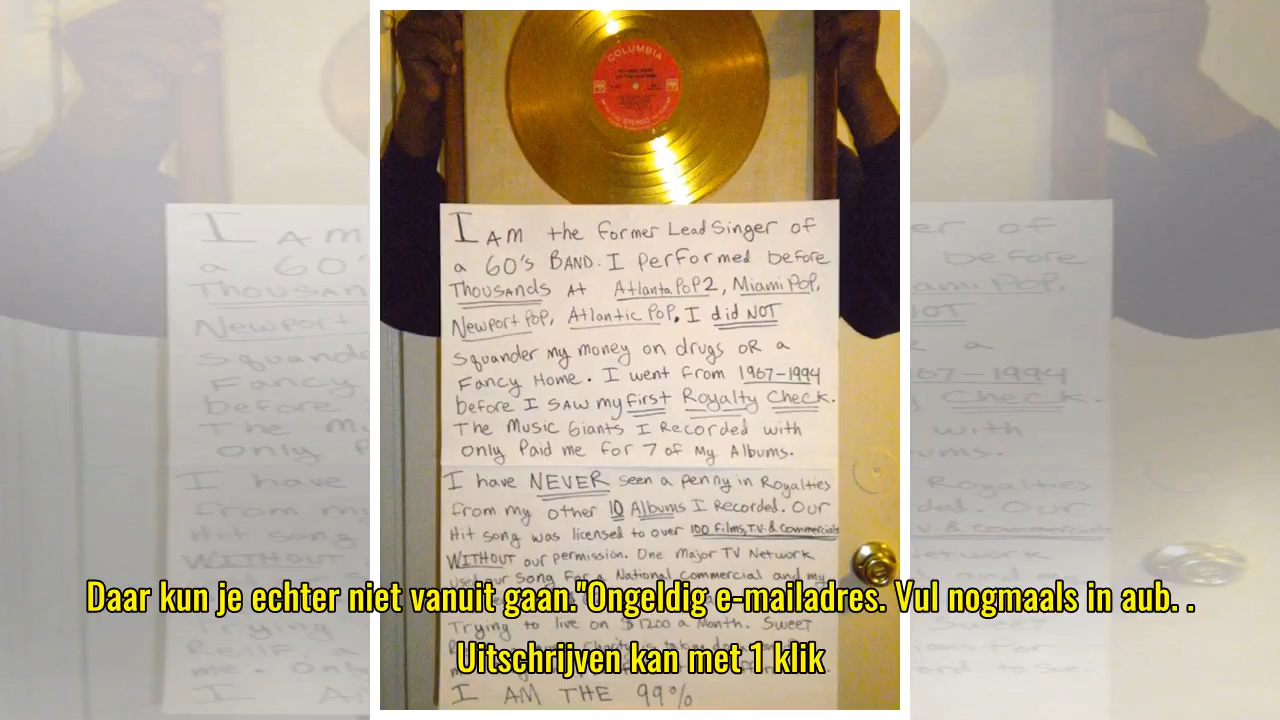 COLUMBIA
STEREO
I AM the former Lead Singer of
a 60's BAND. I performed before
Thousands at Atlanta Pop 2, Miami Pop,
Newport Pop, Atlantic Pop. I did NOT
squander my money on drugs or a
Fancy Home. I went from 1967-1994
before I saw my First Royalty Check.
The Music Giants I Recorded with
only Paid me for 7 of My Albums.
I have NEVER seen a penny in Royalties
from my other 10 Albums I Recorded. Our
Hit song was licensed to over 100 Films, T.V. & Commercials
WITHOUT our permission. One Major TV Network
used our Song For a National Commercial and my
Daar kun je echter niet vanuit gaan."Ongeldig e-mailadres. Vul nogmaals in aub. .
Trying to live on $1200 a Month. Sweet
Uitschrijven kan met 1 klik
I AM THE 99%